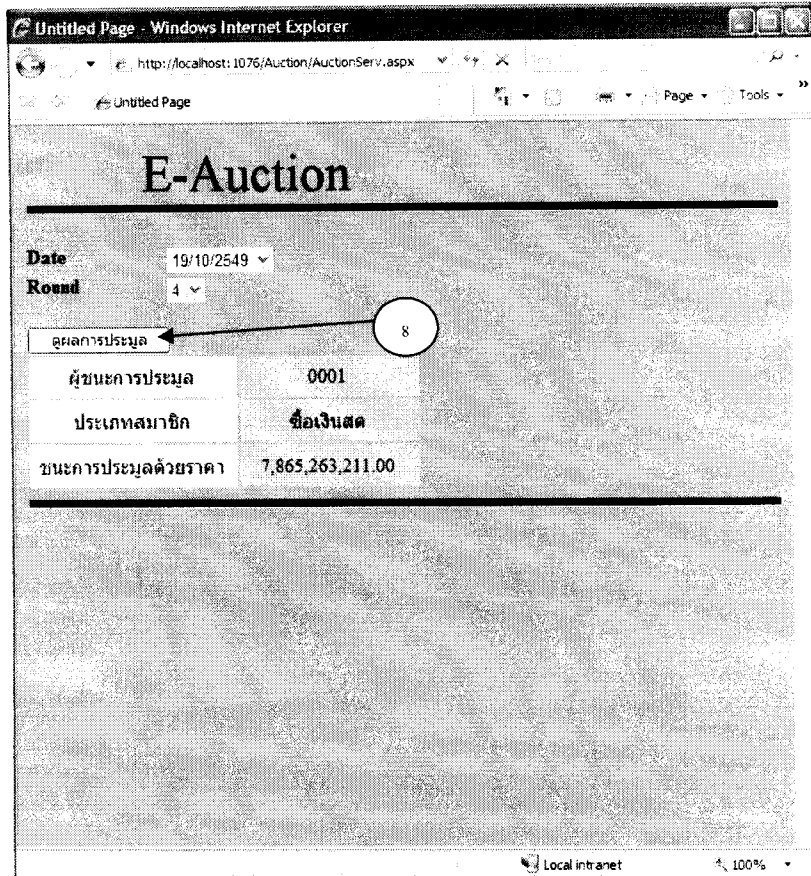 Untitled Page - Windows Internet Explorer
http://localhost:1076/Auction/AuctionServ.aspx
Untitled Page
Page
Tools
»
E-Auction
Date 19/10/2549
Round 4
ดูผลการประมูล
8
ผู้ชนะการประมูล 0001
ประเภทสมาชิก ซื้อเงินสด
ชนะการประมูลด้วยราคา 7,865,263,211.00
Local intranet
100%